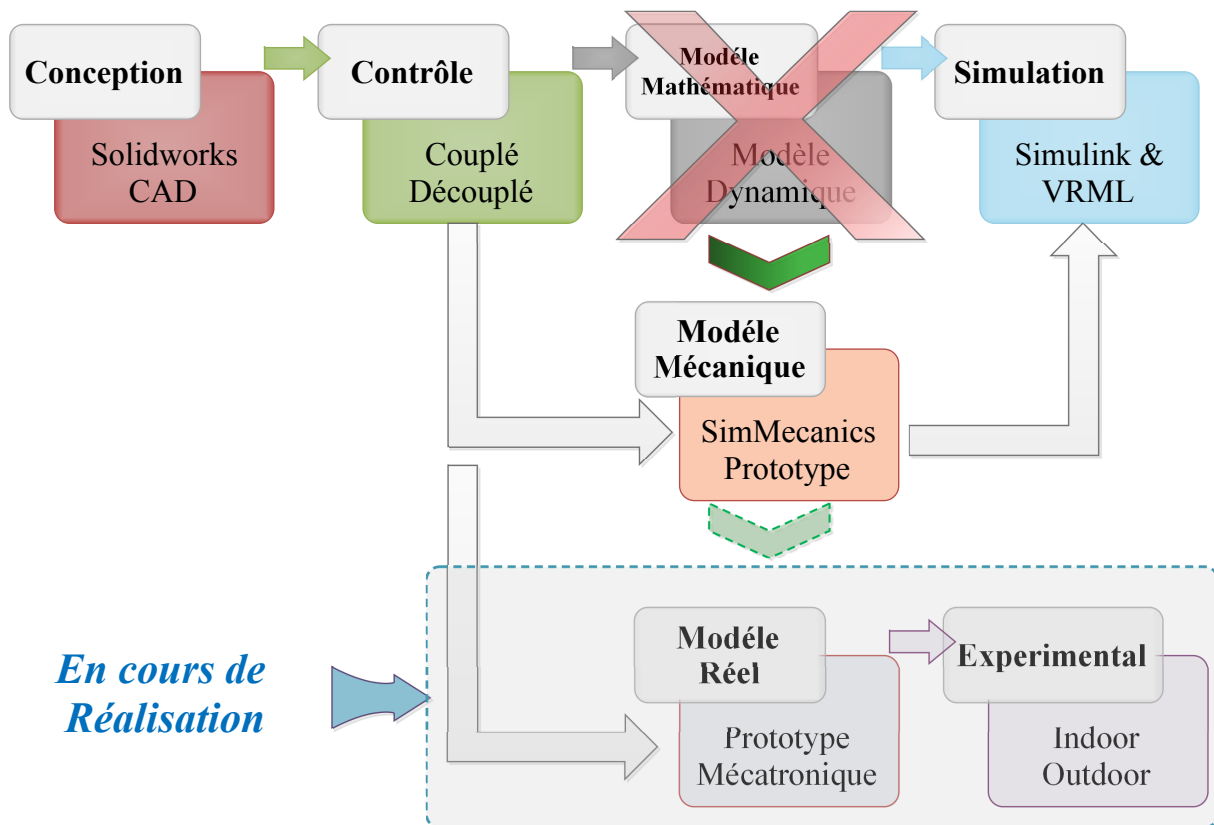 Conception
Solidworks
CAD
Contrôle
Couplé
Découplé
Modéle
Mathématique
Modèle
Dynamique
Simulation
Simulink &
VRML
Modéle
Mécanique
SimMecanics
Prototype
En cours de
Réalisation
Modéle
Réel
Prototype
Mécatronique
Experimental
Indoor
Outdoor